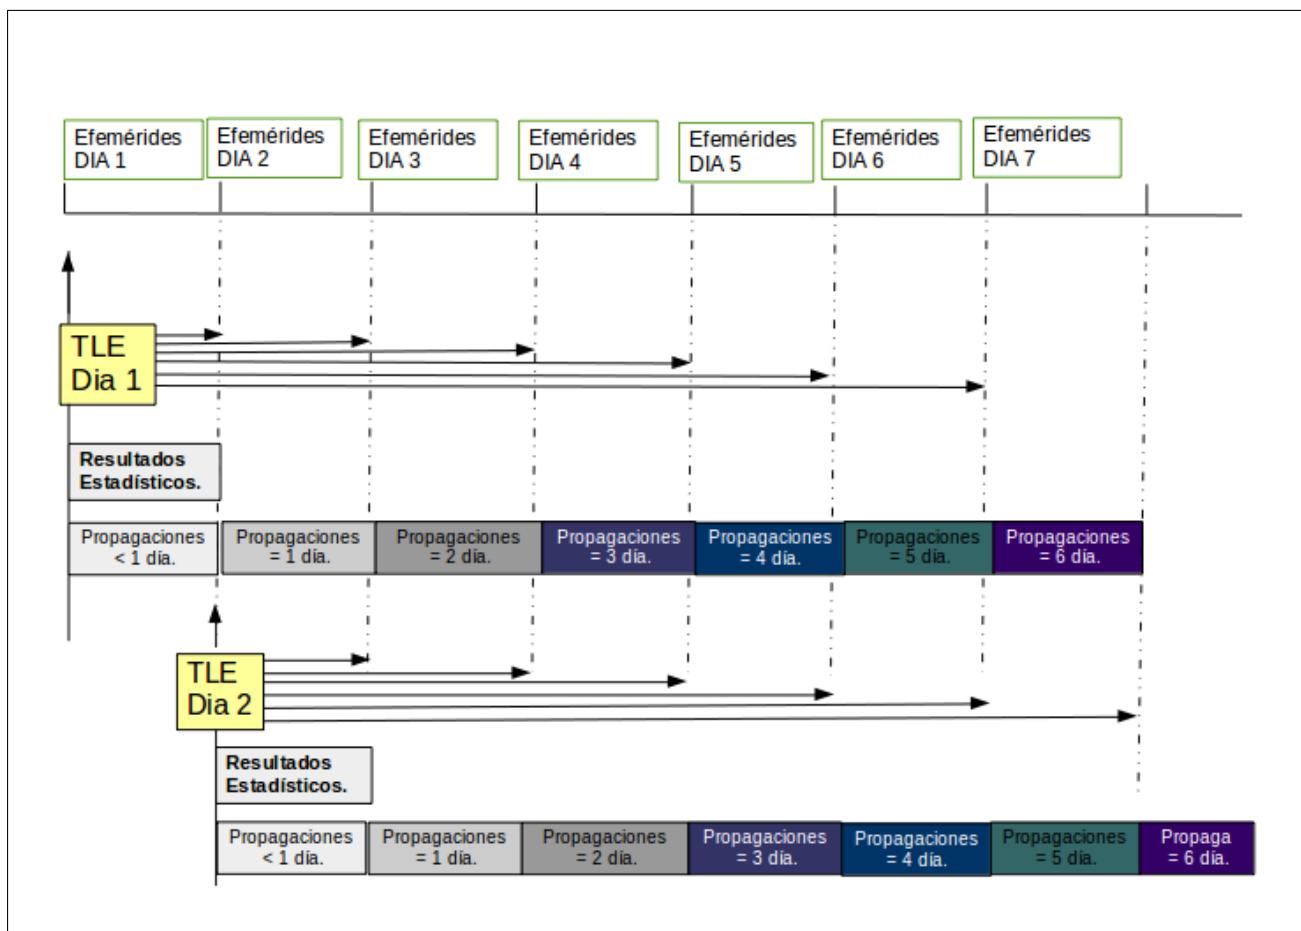 Efemérides
DIA 1
Efemérides
DIA 2
Efemérides
DIA 3
Efemérides
DIA 4
Efemérides
DIA 5
Efemérides
DIA 6
Efemérides
DIA 7
TLE
Dia 1
Resultados
Estadísticos.
Propagaciones
< 1 día.
Propagaciones
= 1 día.
Propagaciones
= 2 día.
Propagaciones
= 3 día.
Propagaciones
= 4 día.
Propagaciones
= 5 día.
Propagaciones
= 6 día.
TLE
Dia 2
Resultados
Estadísticos.
Propagaciones
< 1 día.
Propagaciones
= 1 día.
Propagaciones
= 2 día.
Propagaciones
= 3 día.
Propagaciones
= 4 día.
Propagaciones
= 5 día.
Propaga
= 6 día.